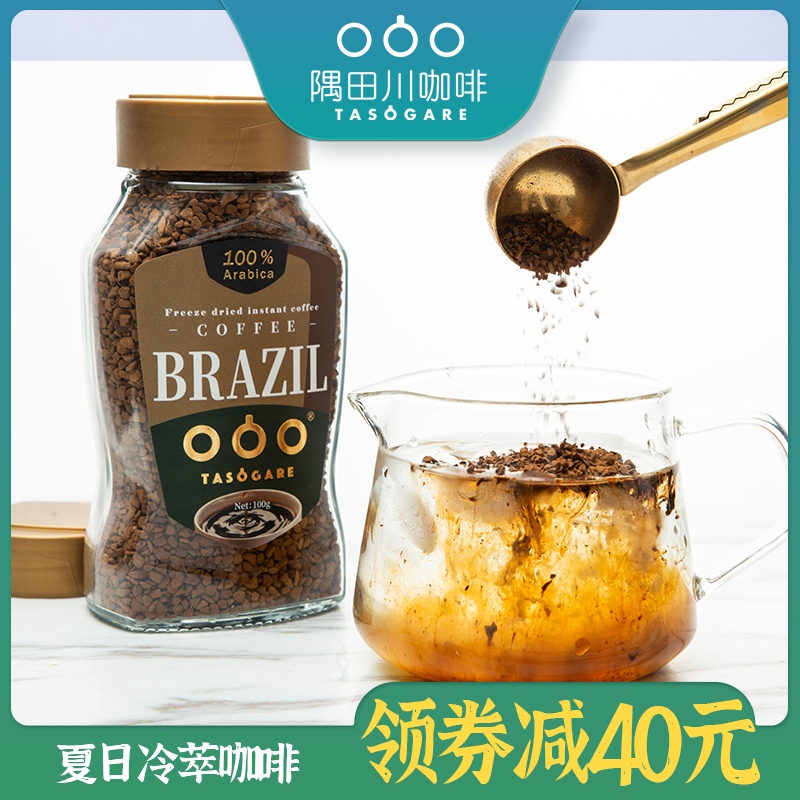 隅田川咖啡
TASOGARE
100%
Arabica
Freeze dried instant coffee
COFFEE
BRAZIL
®
TASOGARE
Net:100g
夏日冷萃咖啡
领券减40元